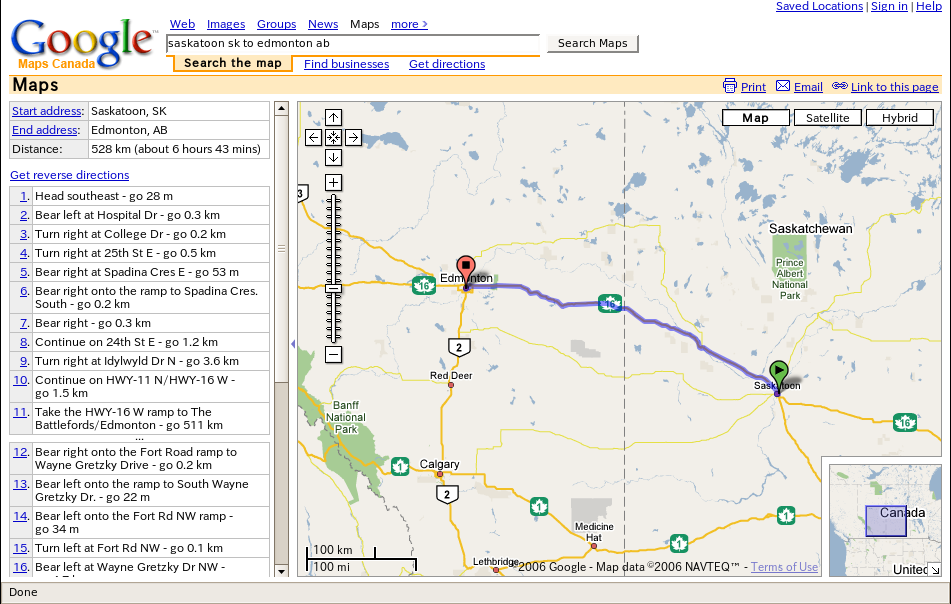 Saved Locations | Sign in | Help
Web Images Groups News Maps more >
Google™
Maps Canada
saskatoon sk to edmonton ab
Search Maps
Search the map Find businesses Get directions
Maps
Print Email Link to this page
Start address: Saskatoon, SK
End address: Edmonton, AB
Distance: 528 km (about 6 hours 43 mins)
Get reverse directions
1. Head southeast - go 28 m
2. Bear left at Hospital Dr - go 0.3 km
3. Turn right at College Dr - go 0.2 km
4. Turn right at 25th St E - go 0.5 km
5. Bear right at Spadina Cres E - go 53 m
6. Bear right onto the ramp to Spadina Cres.
South - go 0.2 km
7. Bear right - go 0.3 km
8. Continue on 24th St E - go 1.2 km
9. Turn right at Idylwyld Dr N - go 3.6 km
10. Continue on HWY-11 N/HWY-16 W -
go 1.5 km
11. Take the HWY-16 W ramp to The
Battlefords/Edmonton - go 511 km
...
12. Bear right onto the Fort Road ramp to
Wayne Gretzky Drive - go 0.2 km
13. Bear left onto the ramp to South Wayne
Gretzky Dr. - go 22 m
14. Bear left onto the Fort Rd NW ramp -
go 34 m
15. Turn left at Fort Rd NW - go 0.1 km
16. Bear left at Wayne Gretzky Dr NW -
Map Satellite Hybrid
3
Saskatchewan
Prince
Albert
National
Park
Edmonton
16
16
2
Red Deer
Saskatoon
Banff
National
Park
16
1
Calgary
2
1
1
Medicine
Hat
1
Lethbridge
100 km
100 mi
©2006 Google - Map data ©2006 NAVTEQ™ - Terms of Use
Canada
United
Done